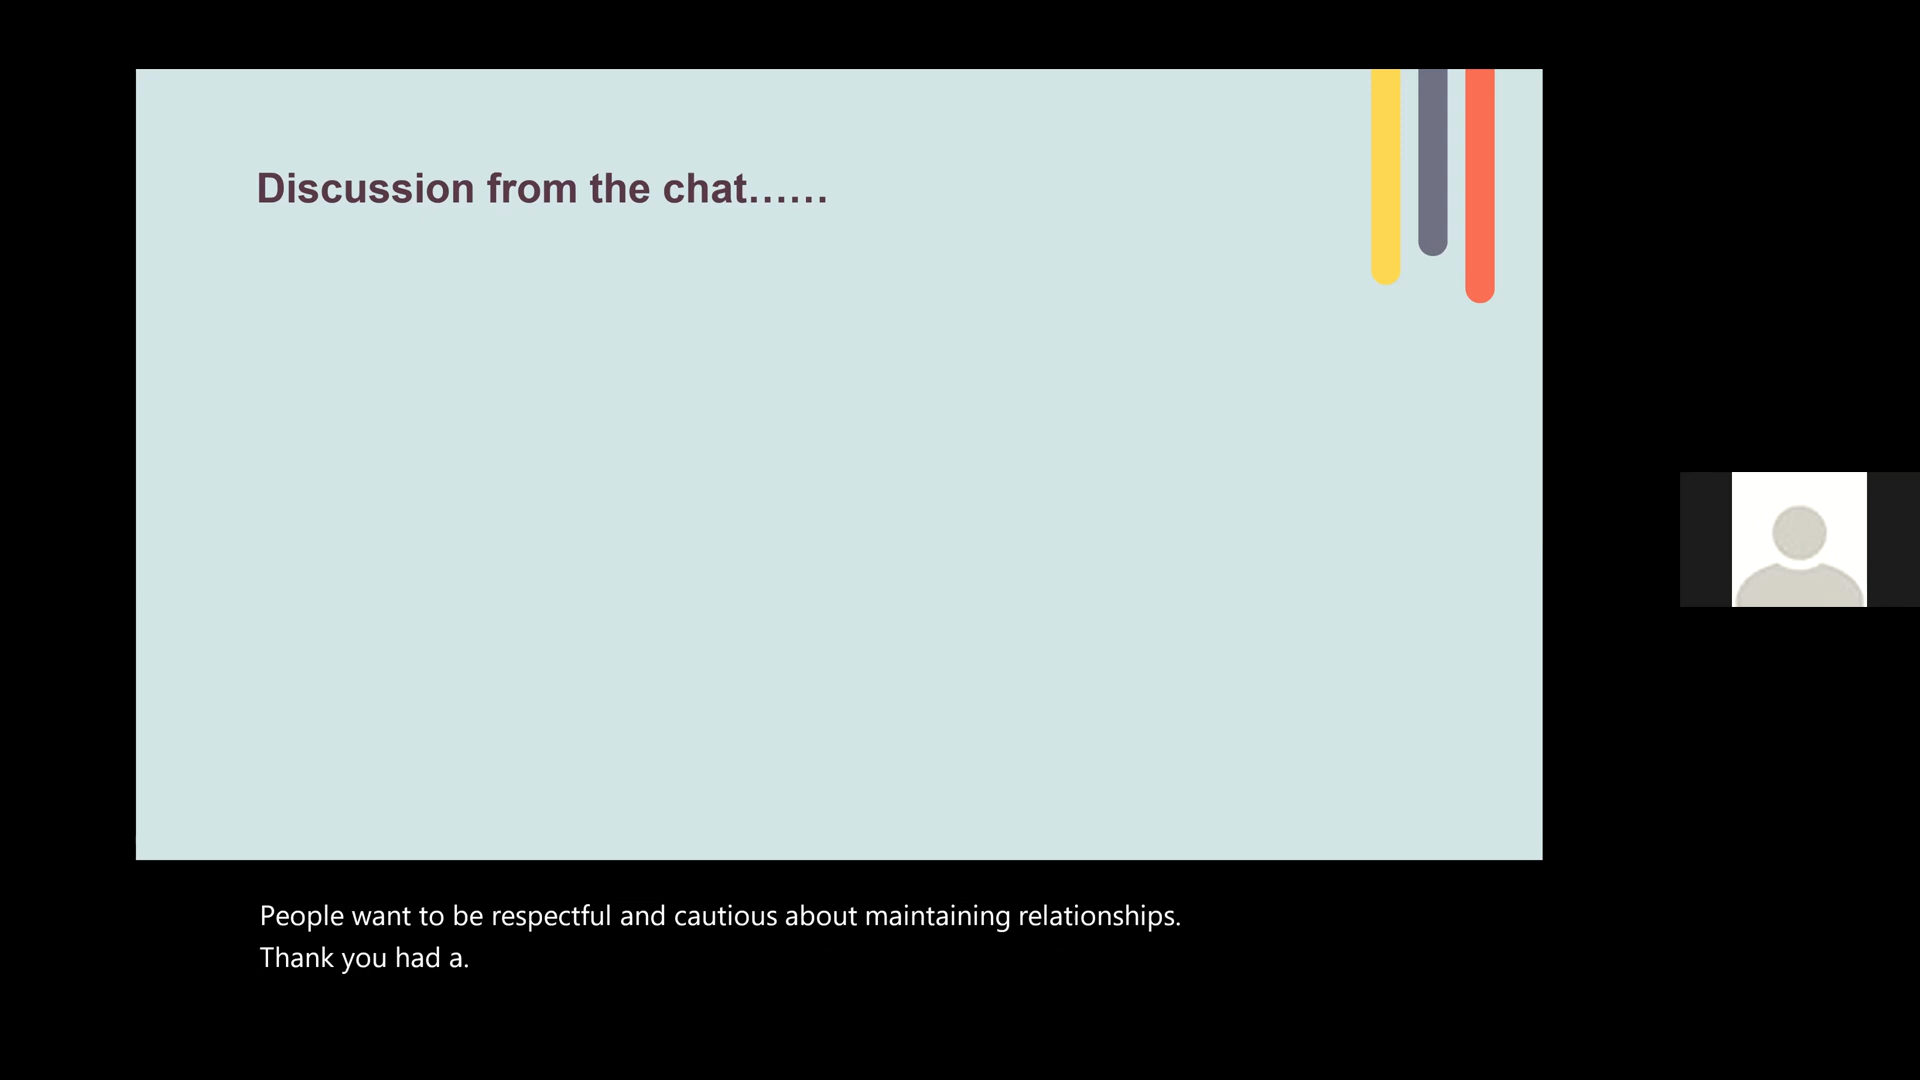 Discussion from the chat……
People want to be respectful and cautious about maintaining relationships.
Thank you had a.